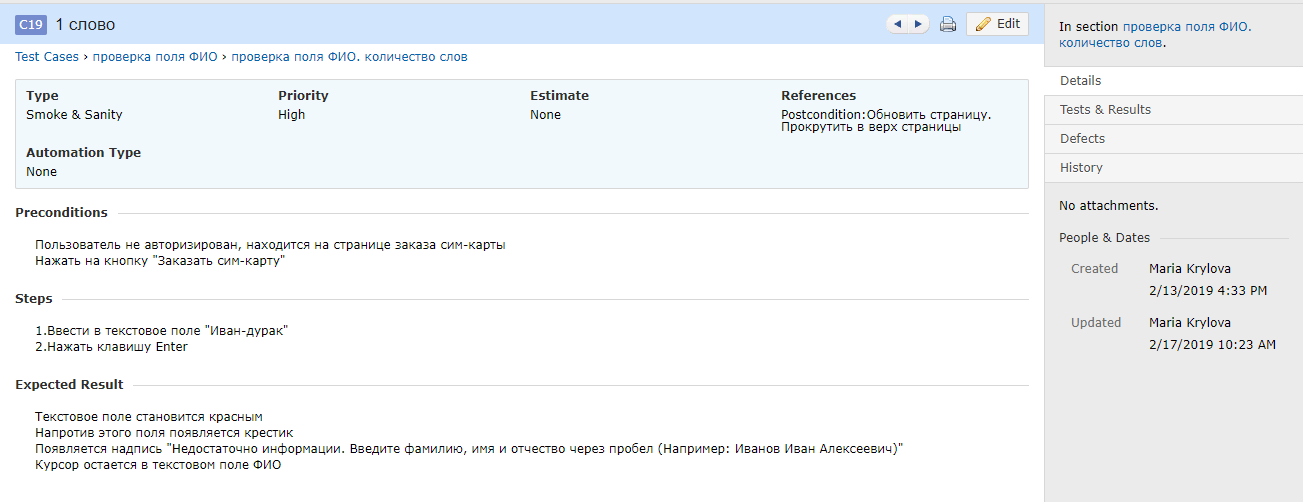 C19 1 слово
Edit
Test Cases › проверка поля ФИО › проверка поля ФИО. количество слов
Type Priority Estimate References
Smoke & Sanity High None Postcondition:Обновить страницу.
Прокрутить в верх страницы
Automation Type
None
Preconditions
Пользователь не авторизирован, находится на странице заказа сим-карты
Нажать на кнопку "Заказать сим-карту"
Steps
1.Ввести в текстовое поле "Иван-дурак"
2.Нажать клавишу Enter
Expected Result
Текстовое поле становится красным
Напротив этого поля появляется крестик
Появляется надпись "Недостаточно информации. Введите фамилию, имя и отчество через пробел (Например: Иванов Иван Алексеевич)"
Курсор остается в текстовом поле ФИО
In section проверка поля ФИО.
количество слов.
Details
Tests & Results
Defects
History
No attachments.
People & Dates
Created Maria Krylova
2/13/2019 4:33 PM
Updated Maria Krylova
2/17/2019 10:23 AM